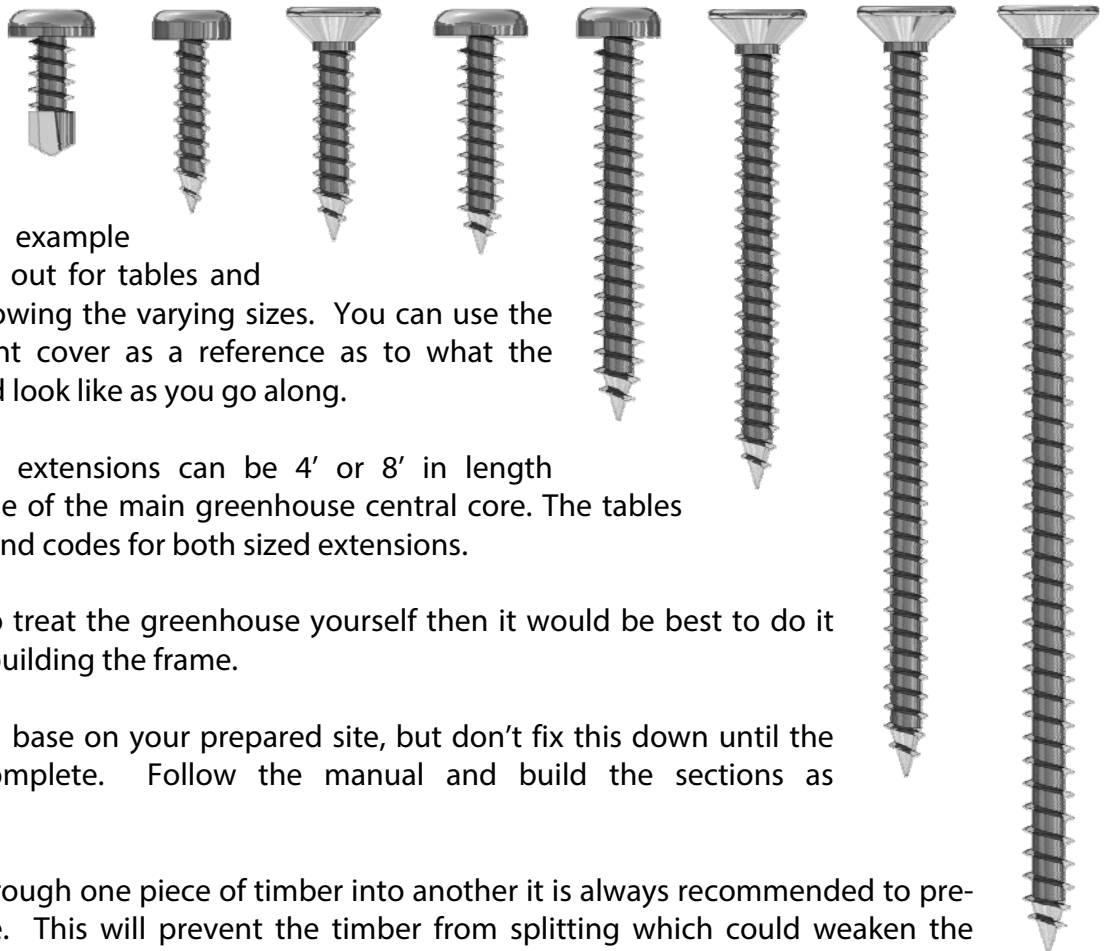 example
out for tables and
owing the varying sizes. You can use the
nt cover as a reference as to what the
d look like as you go along.
extensions can be 4' or 8' in length
e of the main greenhouse central core. The tables
nd codes for both sized extensions.
o treat the greenhouse yourself then it would be best to do it
building the frame.
base on your prepared site, but don't fix this down until the
omplete. Follow the manual and build the sections as
rough one piece of timber into another it is always recommended to pre-
e. This will prevent the timber from splitting which could weaken the